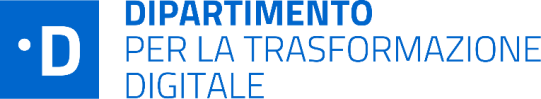 ·D
DIPARTIMENTO
PER LA TRASFORMAZIONE
DIGITALE